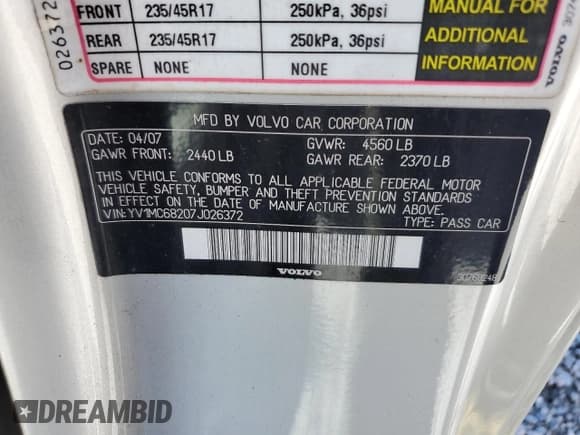 FRONT 235/45R17 250kPa, 36psi
REAR 235/45R17 250kPa, 36psi
SPARE NONE NONE
MANUAL FOR
ADDITIONAL
INFORMATION
026372
VOLVO
MFD BY VOLVO CAR CORPORATION
DATE: 04/07 GVWR: 4560 LB
GAWR FRONT: 2440 LB GAWR REAR: 2370 LB
THIS VEHICLE CONFORMS TO ALL APPLICABLE FEDERAL MOTOR
VEHICLE SAFETY, BUMPER AND THEFT PREVENTION STANDARDS
IN EFFECT ON THE DATE OF MANUFACTURE SHOWN ABOVE.
VIN: YV1MC68207J026372 TYPE: PASS CAR
VOLVO
DREAMBID